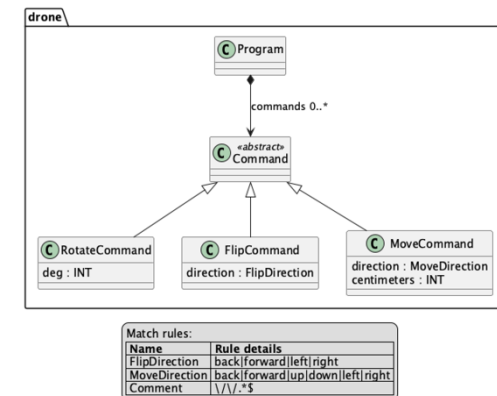 drone
C Program
commands 0..*
«abstract»
C Command
C RotateCommand
deg : INT
C FlipCommand
direction : FlipDirection
C MoveCommand
direction : MoveDirection
centimeters : INT
Match rules:
Name Rule details
FlipDirection back|forward|left|right
MoveDirection back|forward|up|down|left|right
Comment \/\/.*$